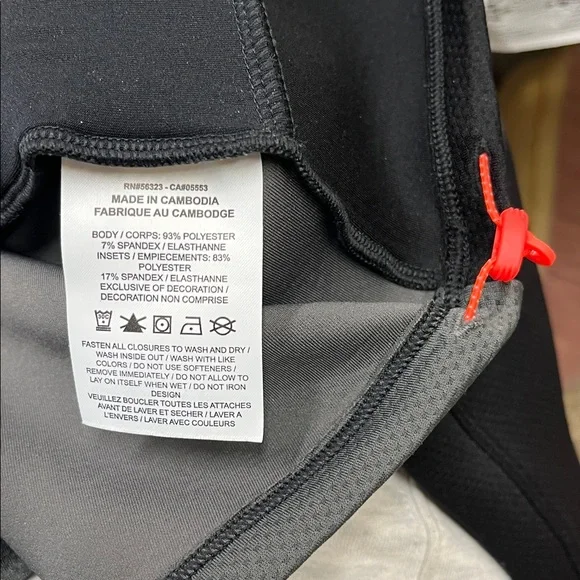 RN#56323 - CA#05553
MADE IN CAMBODIA
FABRIQUE AU CAMBODGE
BODY / CORPS: 93% POLYESTER
7% SPANDEX / ELASTHANNE
INSETS / EMPIECEMENTS: 83%
POLYESTER
17% SPANDEX / ELASTHANNE
EXCLUSIVE OF DECORATION /
DECORATION NON COMPRISE
FASTEN ALL CLOSURES TO WASH AND DRY /
WASH INSIDE OUT / WASH WITH LIKE
COLORS / DO NOT USE SOFTENERS /
REMOVE IMMEDIATELY / DO NOT ALLOW TO
LAY ON ITSELF WHEN WET / DO NOT IRON
DESIGN
VEUILLEZ BOUCLER TOUTES LES ATTACHES
AVANT DE LAVER ET SECHER / LAVER A
L'ENVERS / LAVER AVEC COULEURS